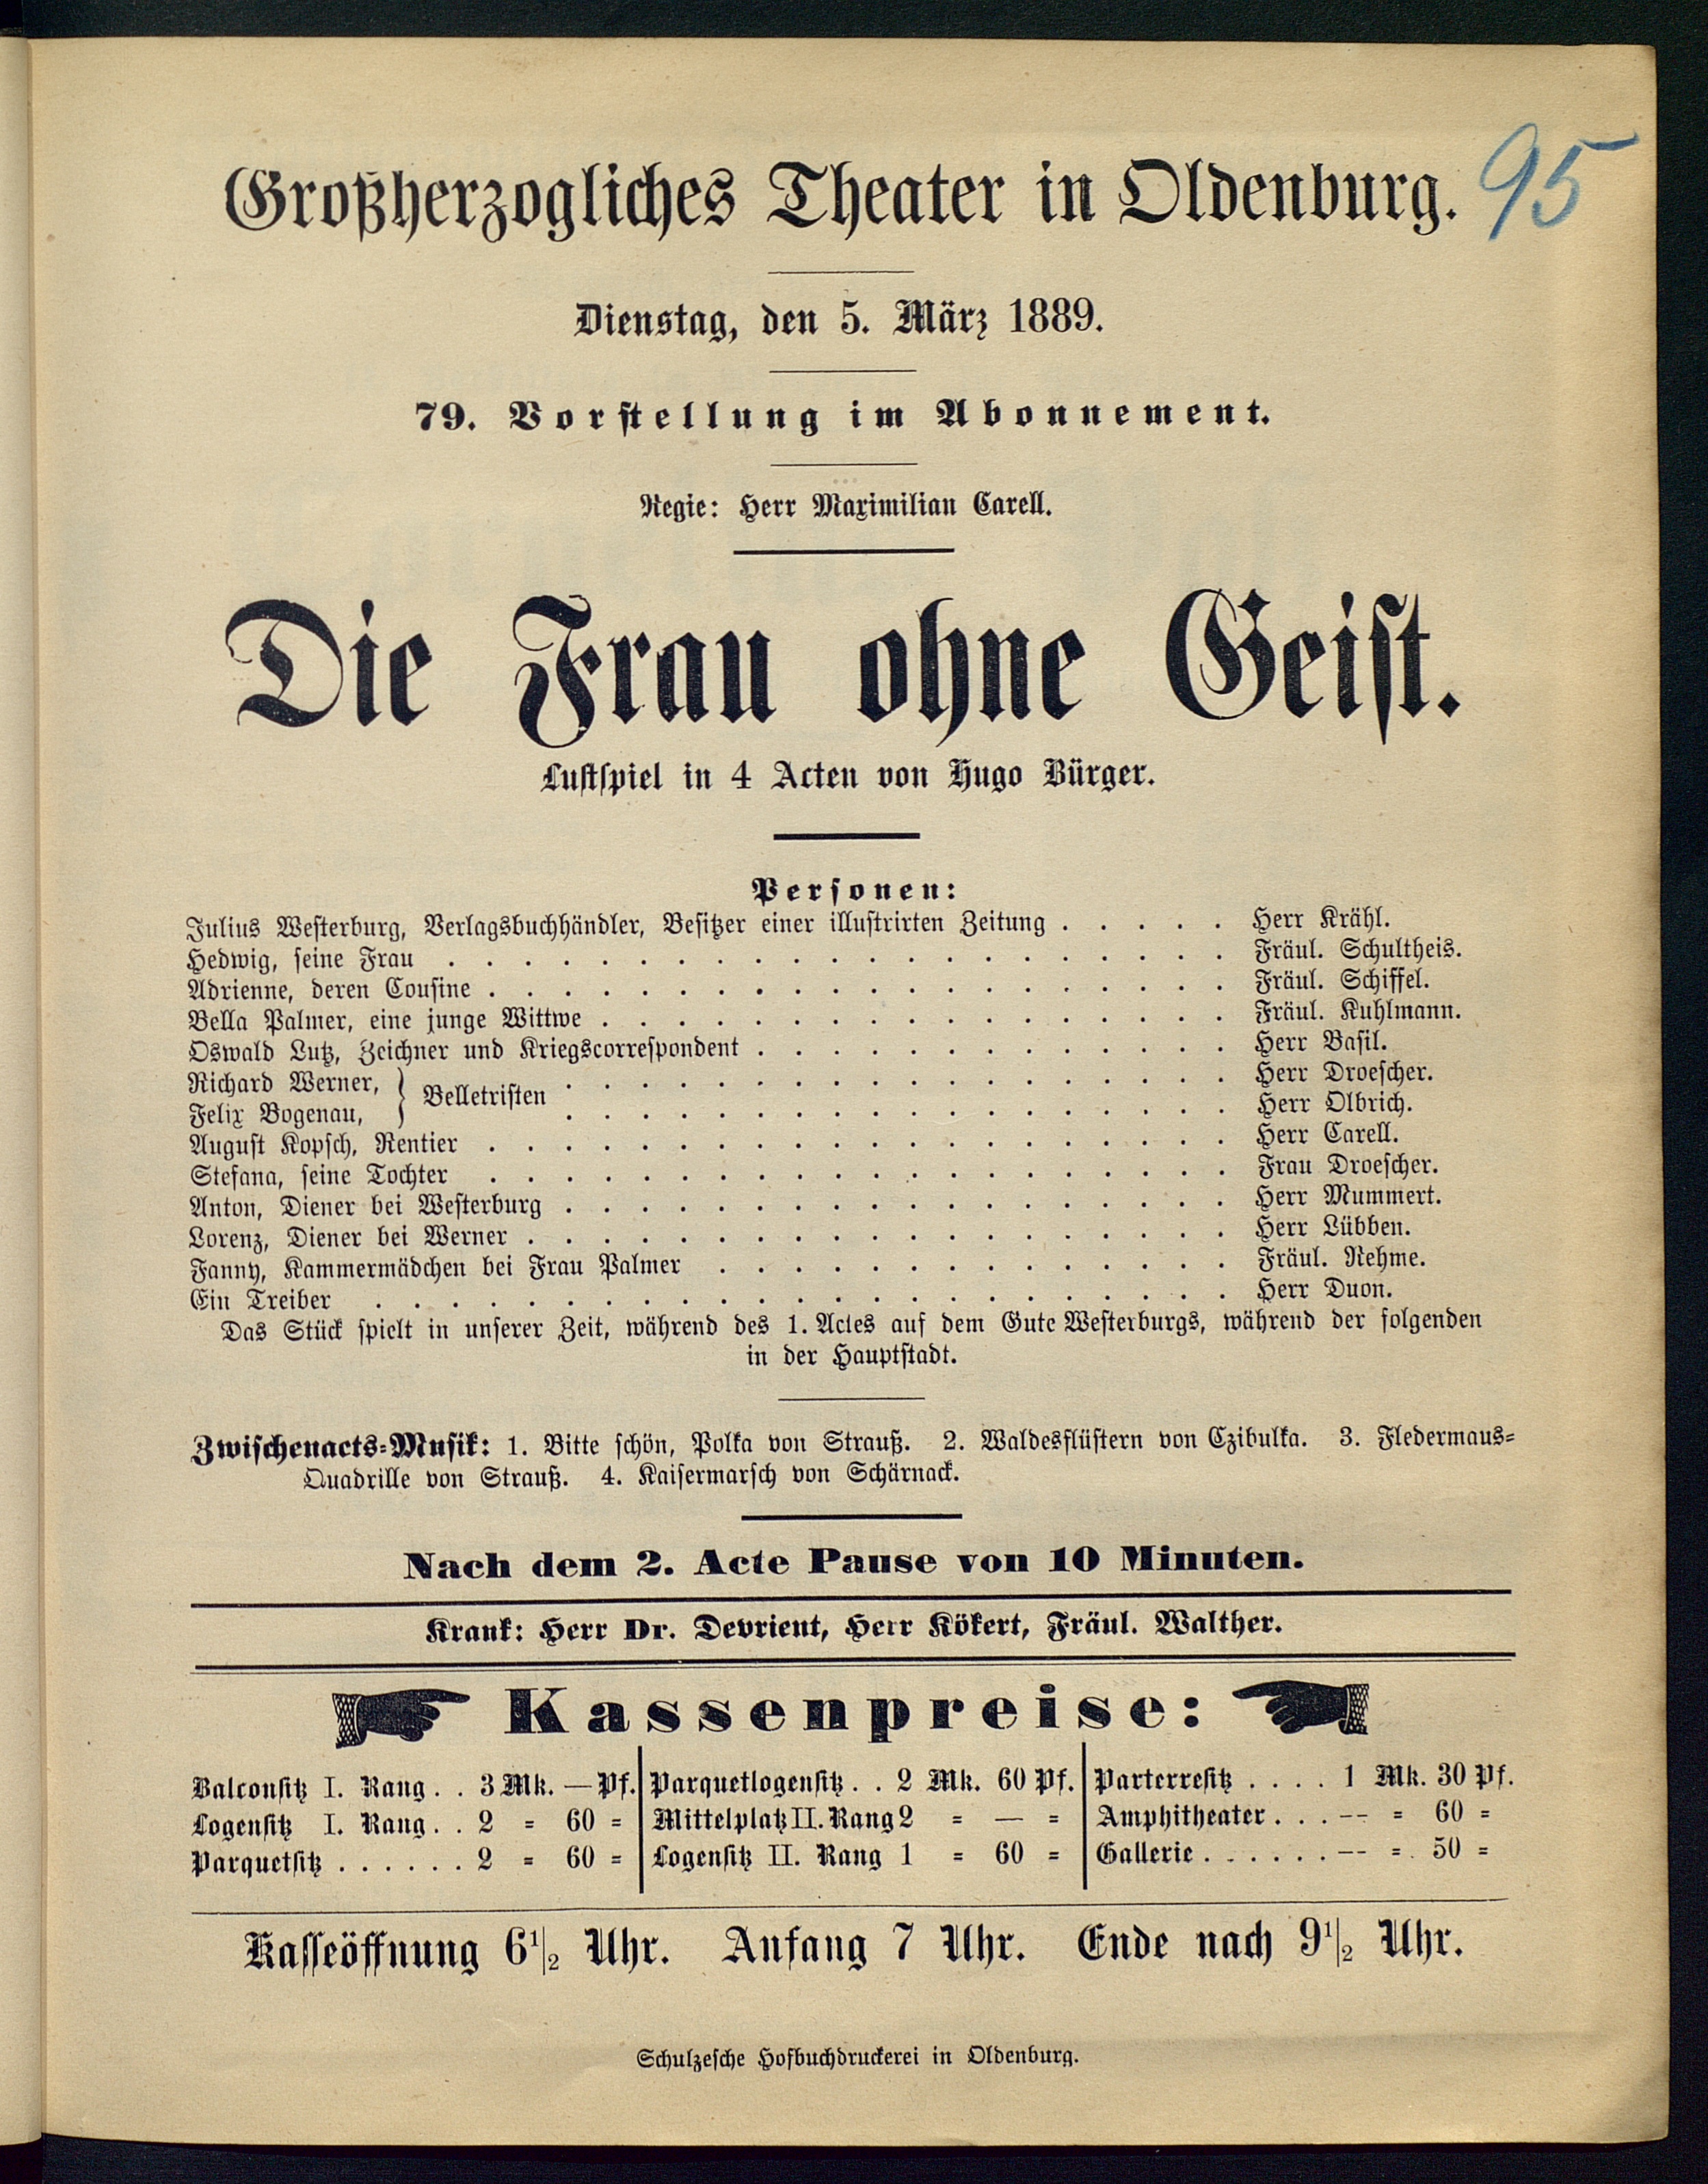 95
Großherzogliches Theater in Oldenburg.
Dienstag, den 5. März 1889.
79. Vorstellung im Abonnement.
Regie: Herr Maximilian Carell.
Die Frau ohne Geist.
Lustspiel in 4 Acten von Hugo Bürger.
Personen:
Julius Westerburg, Verlagsbuchhändler, Besitzer einer illustrirten Zeitung . . . . . Herr Krähl.
Hedwig, seine Frau . . . . . . . . . . . . . . . . . . . . . Fräul. Schultheis.
Adrienne, deren Cousine . . . . . . . . . . . . . . . . . . . . Fräul. Schiffel.
Bella Palmer, eine junge Wittwe . . . . . . . . . . . . . . . . . Fräul. Kuhlmann.
Oswald Lutz, Zeichner und Kriegscorrespondent . . . . . . . . . . . . . Herr Basil.
Richard Werner, } Belletristen . . . . . . . . . . . . . . . . . . Herr Droescher.
Felix Bogenau, } . . . . . . . . . . . . . . . . . . Herr Olbrich.
August Kopsch, Rentier . . . . . . . . . . . . . . . . . . . . Herr Carell.
Stefana, seine Tochter . . . . . . . . . . . . . . . . . . . . Frau Droescher.
Anton, Diener bei Westerburg . . . . . . . . . . . . . . . . . . Herr Mummert.
Lorenz, Diener bei Werner . . . . . . . . . . . . . . . . . . . Herr Lübben.
Fanny, Kammermädchen bei Frau Palmer . . . . . . . . . . . . . . Fräul. Rehme.
Ein Treiber . . . . . . . . . . . . . . . . . . . . . . . Herr Duon.
Das Stück spielt in unserer Zeit, während des 1. Actes auf dem Gute Westerburgs, während der folgenden
in der Hauptstadt.
Zwischenacts-Musik: 1. Bitte schön, Polka von Strauß. 2. Waldesflüstern von Czibulka. 3. Fledermaus-
Quadrille von Strauß. 4. Kaisermarsch von Schärnack.
Nach dem 2. Acte Pause von 10 Minuten.
Krank: Herr Dr. Devrient, Herr Kökert, Fräul. Walther.
Kassenpreise:
Balconsitz I. Rang . . 3 Mk. — Pf. Parquetlogensitz . . 2 Mk. 60 Pf. Parterresitz . . . . 1 Mk. 30 Pf.
Logensitz I. Rang . . 2 = 60 = Mittelplatz II. Rang 2 = — = Amphitheater . . . -- = 60 =
Parquetsitz . . . . . . 2 = 60 = Logensitz II. Rang 1 = 60 = Gallerie . . . . . . -- = 50 =
Kasseöffnung 6 1/2 Uhr. Anfang 7 Uhr. Ende nach 9 1/2 Uhr.
Schulzesche Hofbuchdruckerei in Oldenburg.